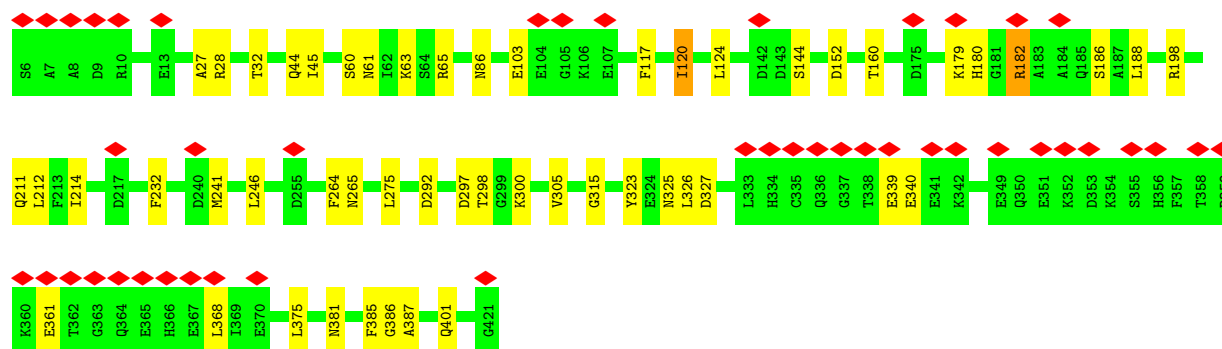 S6 A7 A8 D9 R10 E13 A27 R28 T32 Q44 I45 S60 N61 I62 K63 S64 R65 N86 E103 E104 G105 K106 E107 F117 I120 L124 D142 D143 S144 D152 T160 D175 K179 H180 G181 R182 A183 A184 Q185 S186 A187 L188 R198
Q211 L212 F213 I214 D217 F232 D240 M241 L246 D255 F264 N265 L275 D292 D297 T298 G299 K300 V305 G315 Y323 E324 N325 L326 D327 L333 H334 G335 Q336 G337 T338 E339 E340 E341 K342 E349 Q350 E351 K352 D353 K354 S355 H356 F357 T358
K360 E361 T362 G363 Q364 E365 H366 E367 L368 I369 E370 L375 N381 F385 G386 A387 Q401 G421